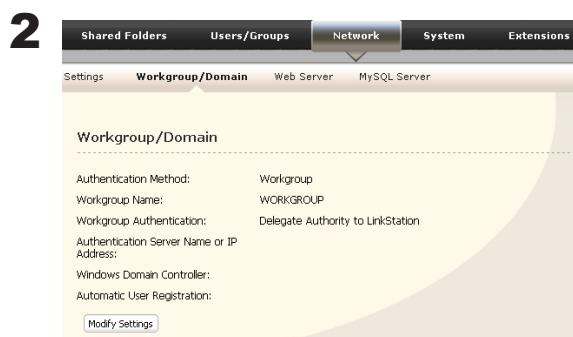 2
Shared Folders Users/Groups Network System Extensions
Settings Workgroup/Domain Web Server MySQL Server
Workgroup/Domain
Authentication Method: Workgroup
Workgroup Name: WORKGROUP
Workgroup Authentication: Delegate Authority to LinkStation
Authentication Server Name or IP
Address:
Windows Domain Controller:
Automatic User Registration:
Modify Settings